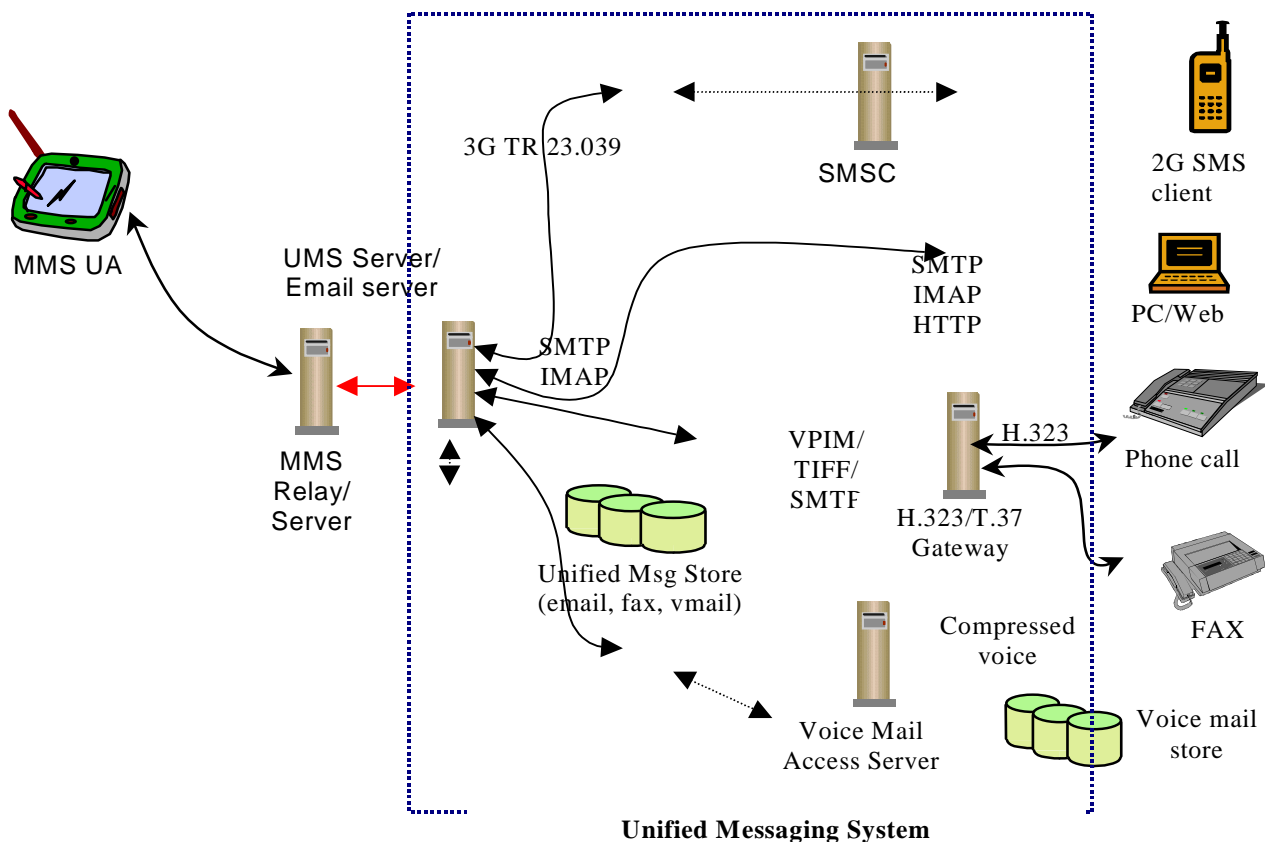 3G TR 23.039
SMSC
2G SMS
client
MMS UA
UMS Server/
Email server
SMTP
IMAP
HTTP
PC/Web
SMTP
IMAP
MMS
Relay/
Server
VPIM/
TIFF/
SMTF
H.323
Phone call
H.323/T.37
Gateway
Unified Msg Store
(email, fax, vmail)
FAX
Compressed
voice
Voice Mail
Access Server
Voice mail
store
Unified Messaging System